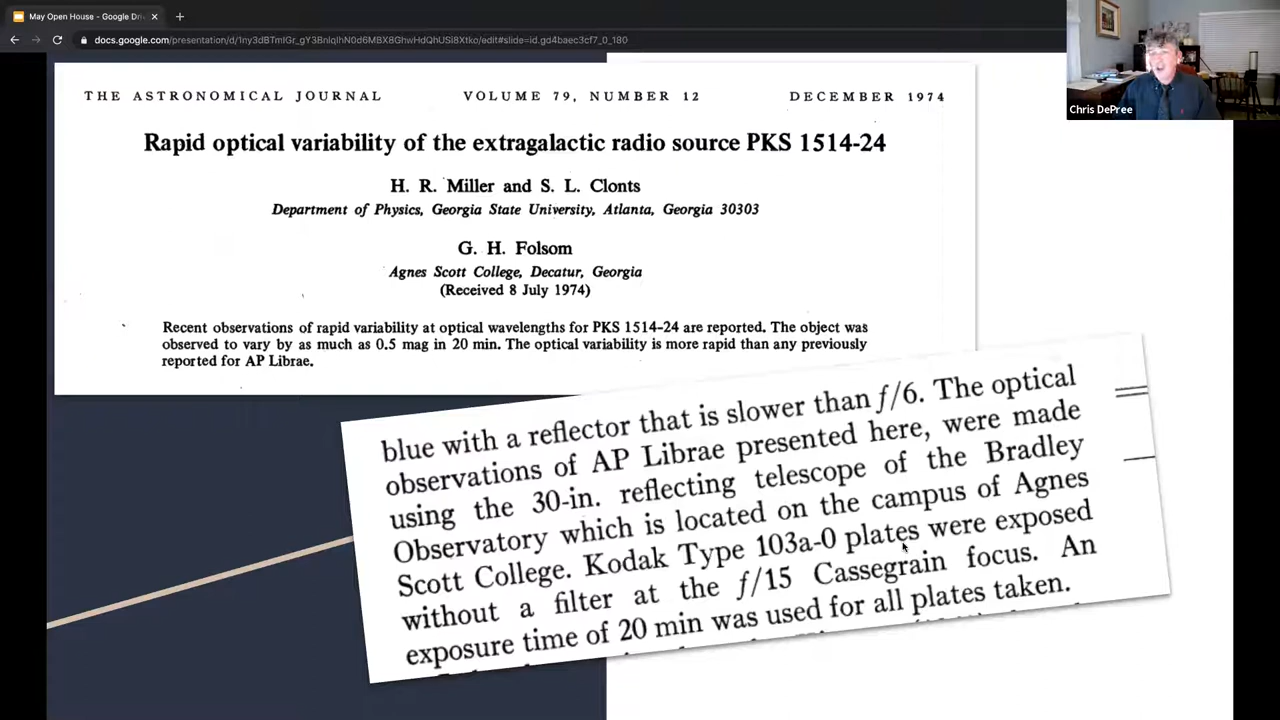 May Open House - Google Dri
docs.google.com/presentation/d/1ny3dBTmIGr_gY3BnlqIhN0d6MBX8GhwHdQhUSi8Xtko/edit#slide=id.gd4baec3cf7_0_180
Chris DePree
THE ASTRONOMICAL JOURNAL VOLUME 79, NUMBER 12 DECEMBER 1974
Rapid optical variability of the extragalactic radio source PKS 1514-24
H. R. Miller and S. L. Clonts
Department of Physics, Georgia State University, Atlanta, Georgia 30303
G. H. Folsom
Agnes Scott College, Decatur, Georgia
(Received 8 July 1974)
Recent observations of rapid variability at optical wavelengths for PKS 1514-24 are reported. The object was
observed to vary by as much as 0.5 mag in 20 min. The optical variability is more rapid than any previously
reported for AP Librae.
blue with a reflector that is slower than f/6. The optical
observations of AP Librae presented here, were made
using the 30-in. reflecting telescope of the Bradley
Observatory which is located on the campus of Agnes
Scott College. Kodak Type 103a-0 plates were exposed
without a filter at the f/15 Cassegrain focus. An
exposure time of 20 min was used for all plates taken.